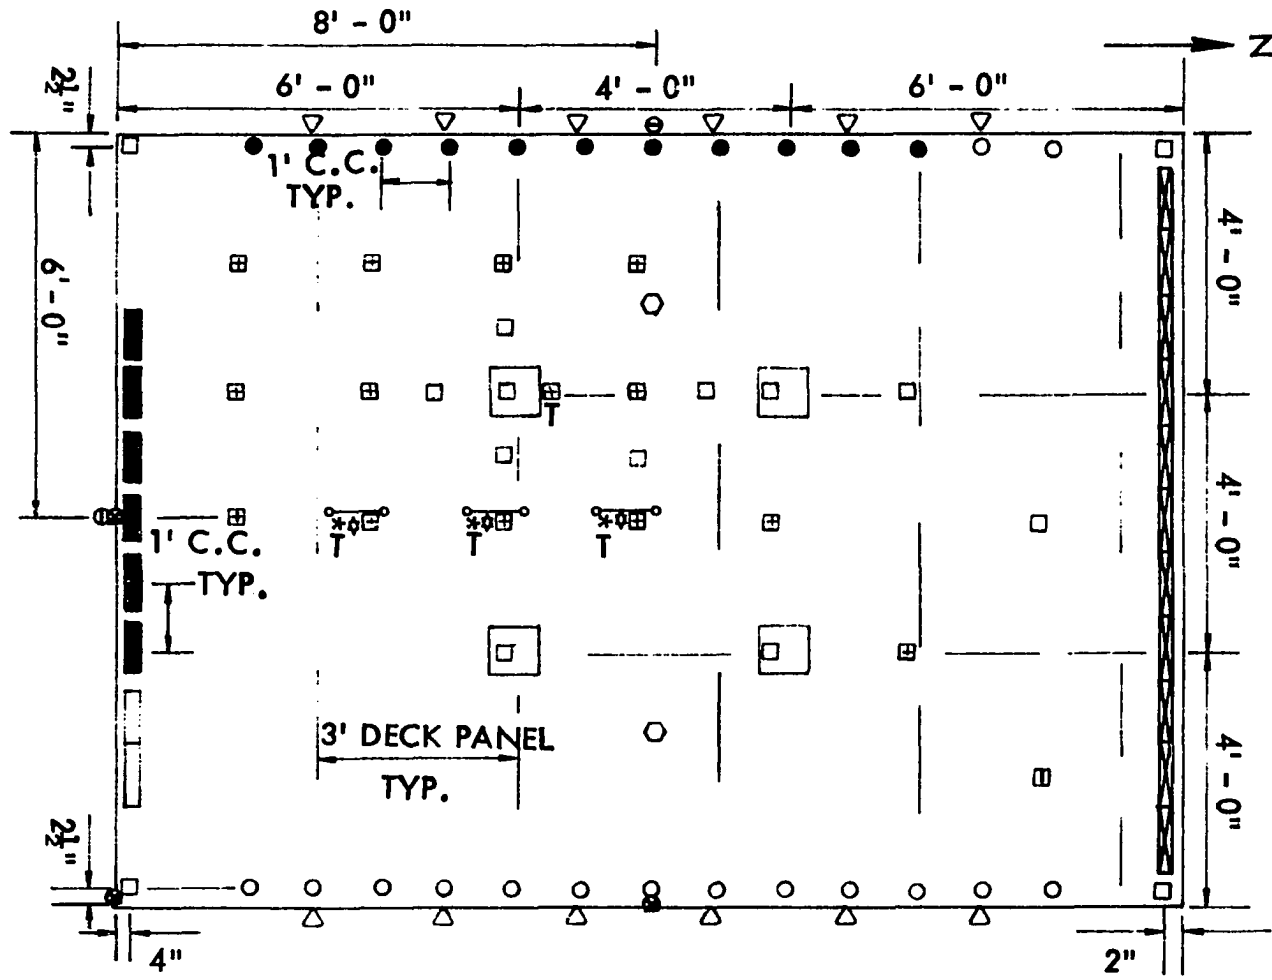 8' - 0"
N
2½"
6' - 0"
4' - 0"
6' - 0"
1' C.C.
TYP.
4' - 0"
6' - 0"
T
4' - 0"
T
T
T
1' C.C.
TYP.
3' DECK PANEL
TYP.
4' - 0"
2½"
4"
2"